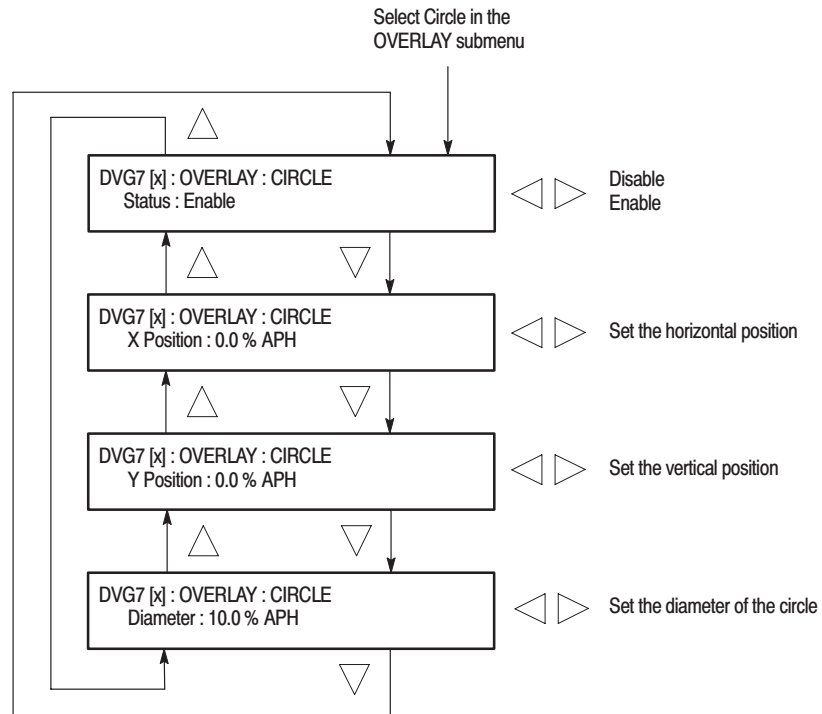 Select Circle in the
OVERLAY submenu
DVG7 [x] : OVERLAY : CIRCLE
Status : Enable
Disable
Enable
DVG7 [x] : OVERLAY : CIRCLE
X Position : 0.0 % APH
Set the horizontal position
DVG7 [x] : OVERLAY : CIRCLE
Y Position : 0.0 % APH
Set the vertical position
DVG7 [x] : OVERLAY : CIRCLE
Diameter : 10.0 % APH
Set the diameter of the circle